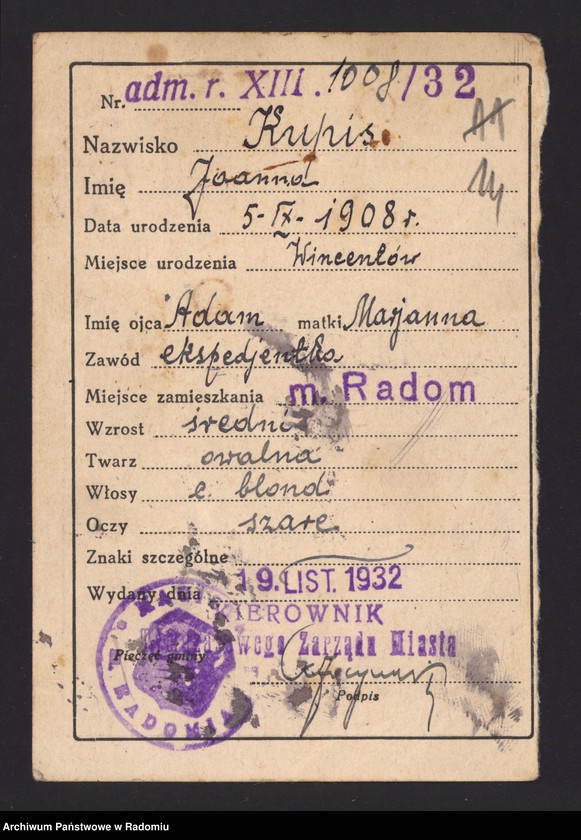 Nr. adm. r. XIII. 1008/32
Nazwisko Kupis 11
Imię Joanna 14
Data urodzenia 5-IX-1908 r.
Miejsce urodzenia Wincentów
Imię ojca Adam matki Marjanna
Zawód ekspedjentka
Miejsce zamieszkania m. Radom
Wzrost średni
Twarz owalna
Włosy c. blond
Oczy szare
Znaki szczególne
Wydany dnia 19. LIST. 1932
KIEROWNIK
Zarządu Miasta
Pieczęć gminy
Podpis
Archiwum Państwowe w Radomiu